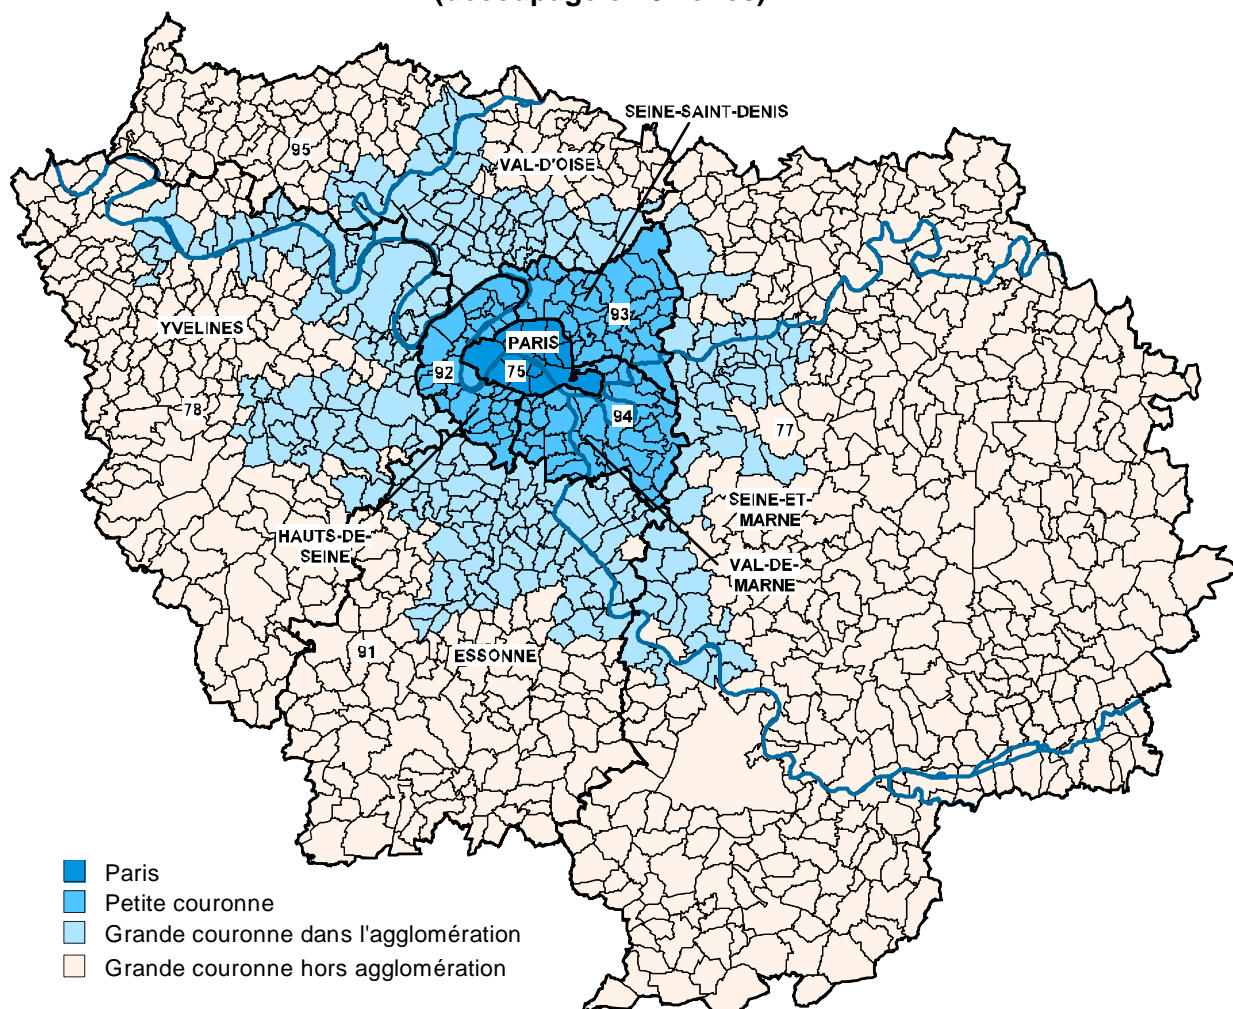 SEINE-SAINT-DENIS
95
VAL-D'OISE
93
YVELINES
PARIS
92
75
78
94
77
SEINE-ET-
MARNE
HAUTS-DE-
SEINE
VAL-DE-
MARNE
91
ESSONNE
Paris
Petite couronne
Grande couronne dans l'agglomération
Grande couronne hors agglomération